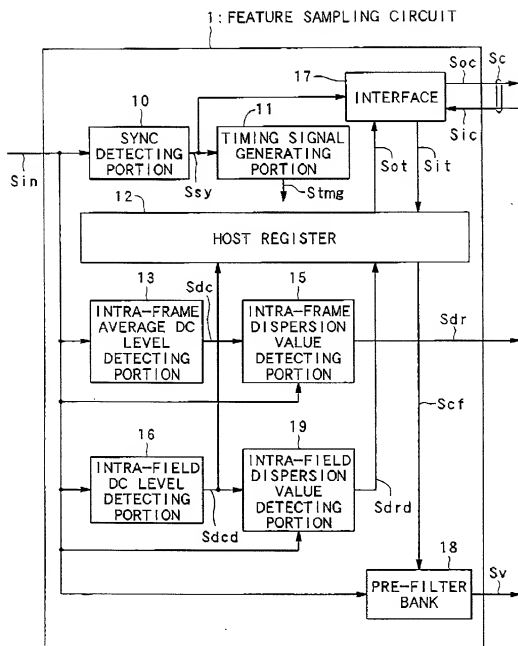 1: FEATURE SAMPLING CIRCUIT
17
INTERFACE
Soc
Sc
Sic
10
SYNC
DETECTING
PORTION
11
TIMING SIGNAL
GENERATING
PORTION
Sin
Ssy
Stmg
Sot
Sit
12
HOST REGISTER
13
INTRA-FRAME
AVERAGE DC
LEVEL
DETECTING
PORTION
Sdc
15
INTRA-FRAME
DISPERSION
VALUE
DETECTING
PORTION
Sdr
Scf
16
INTRA-FIELD
DC LEVEL
DETECTING
PORTION
Sdcd
19
INTRA-FIELD
DISPERSION
VALUE
DETECTING
PORTION
Sdrd
18
PRE-FILTER
BANK
Sv